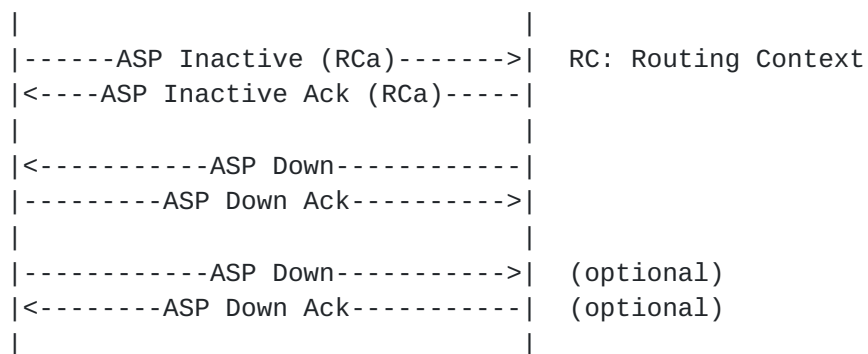 |                               |
|------ASP Inactive (RCa)------->|  RC: Routing Context
|<----ASP Inactive Ack (RCa)-----|
|                               |
|<-----------ASP Down------------|
|---------ASP Down Ack---------->|
|                               |
|------------ASP Down----------->|  (optional)
|<--------ASP Down Ack-----------|  (optional)
|                               |